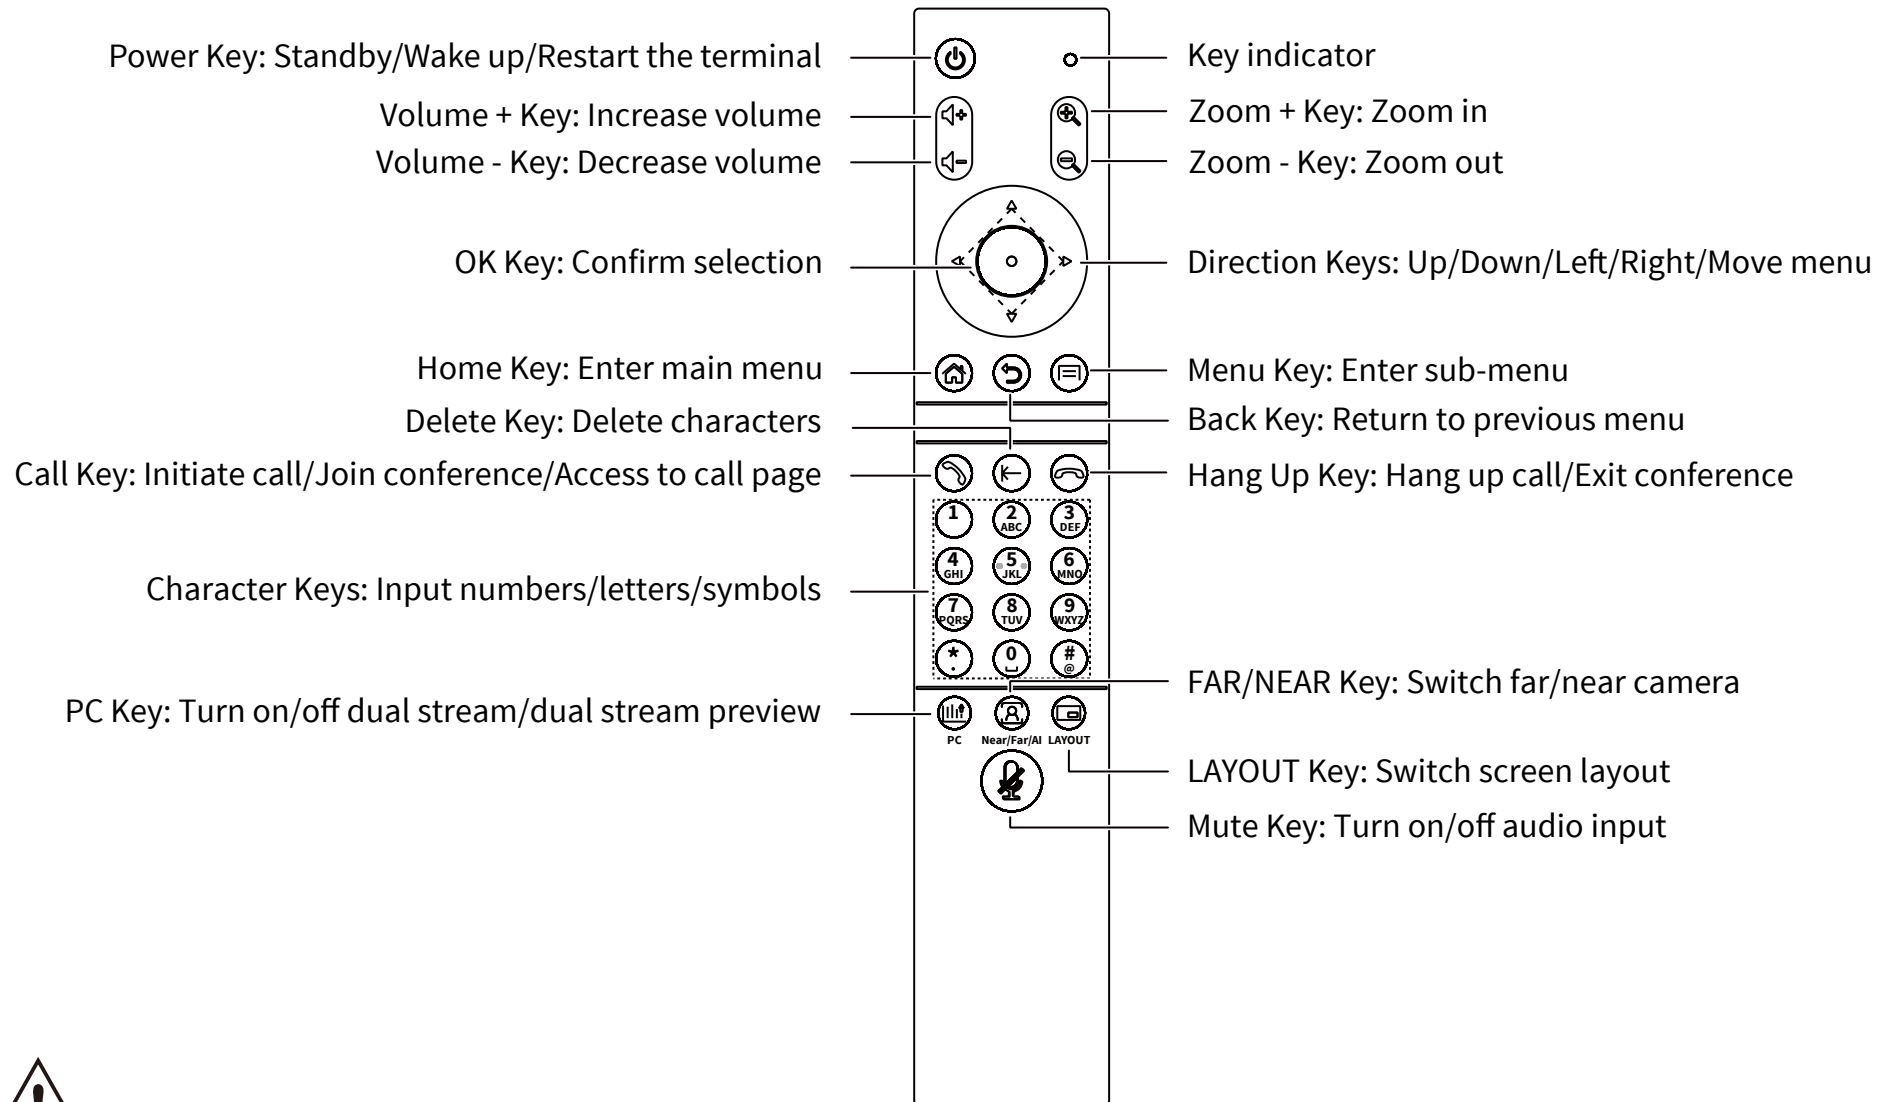 Power Key: Standby/Wake up/Restart the terminal
Key indicator
Volume + Key: Increase volume
Zoom + Key: Zoom in
Volume - Key: Decrease volume
Zoom - Key: Zoom out
OK Key: Confirm selection
Direction Keys: Up/Down/Left/Right/Move menu
Home Key: Enter main menu
Menu Key: Enter sub-menu
Delete Key: Delete characters
Back Key: Return to previous menu
Call Key: Initiate call/Join conference/Access to call page
Hang Up Key: Hang up call/Exit conference
1 2 3
ABC DEF
4 5 6
GHI JKL MNO
Character Keys: Input numbers/letters/symbols
7 8 9
PQRS TUV WXYZ
* 0 #
. ⎵ @
FAR/NEAR Key: Switch far/near camera
PC Key: Turn on/off dual stream/dual stream preview
PC Near/Far/AI LAYOUT
LAYOUT Key: Switch screen layout
Mute Key: Turn on/off audio input